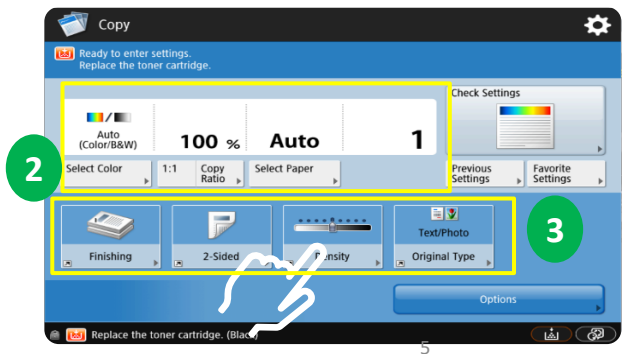 Copy
Ready to enter settings.
Replace the toner cartridge.
Check Settings
Auto
(Color/B&W)
100 %
Auto
1
2
Select Color
1:1
Copy
Ratio
Select Paper
Previous
Settings
Favorite
Settings
Text/Photo
3
Finishing
2-Sided
Density
Original Type
Options
Replace the toner cartridge. (Black)
5